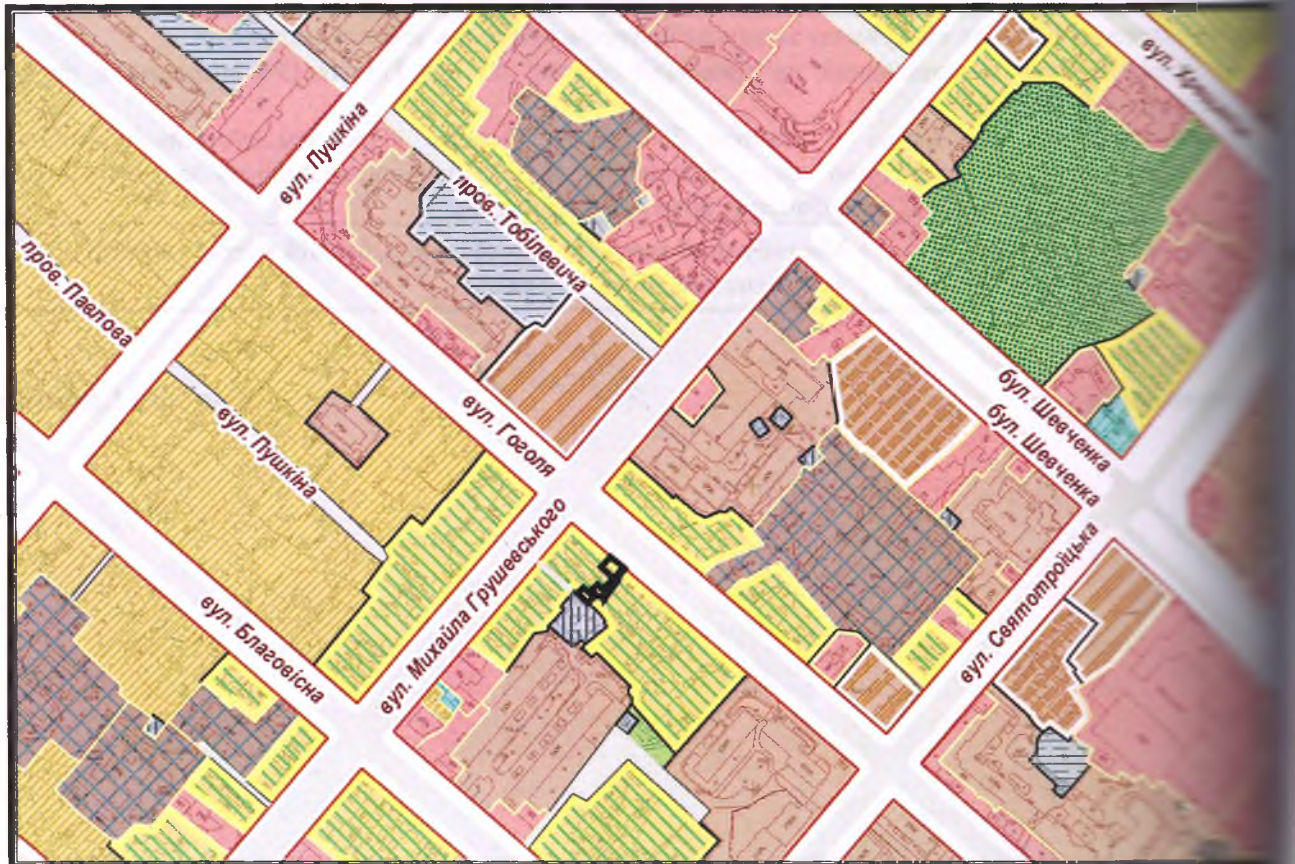 вул. Пушкіна
пров. Тобілевича
пров. Павлова
вул. Пушкіна
вул. Гоголя
бул. Шевченка
бул. Шевченка
вул. Михайла Грушевського
вул. Святотроїцька
вул. Благовісна
вул.